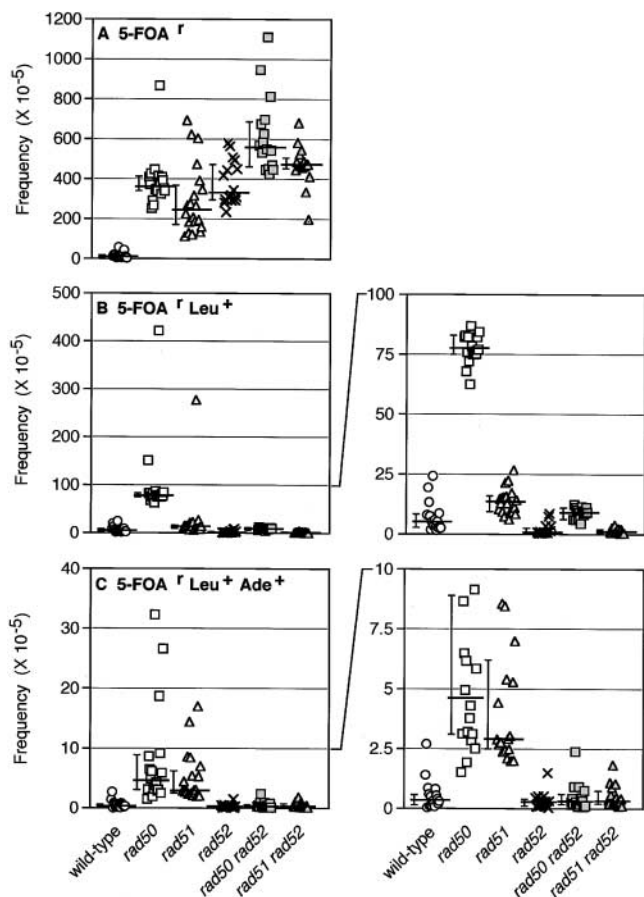 A 5-FOA r
Frequency (X 10-5)
1200
1000
800
600
400
200
0
B 5-FOA r Leu+
Frequency (X 10-5)
500
400
300
200
100
0
100
75
50
25
0
C 5-FOA r Leu+ Ade+
Frequency (X 10-5)
40
30
20
10
0
10
7.5
5
2.5
0
wild-type
rad50
rad51
rad52
rad50 rad52
rad51 rad52
wild-type
rad50
rad51
rad52
rad50 rad52
rad51 rad52